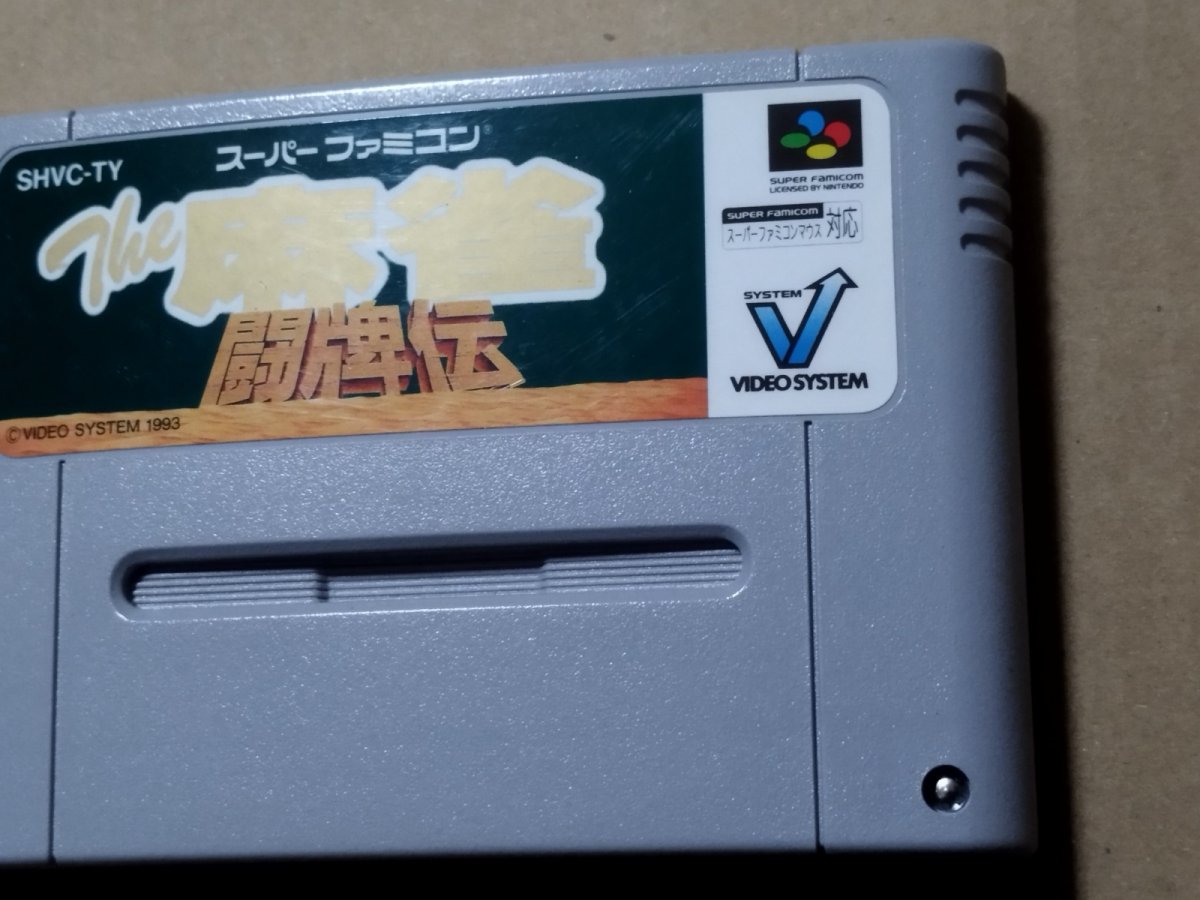 SHVC-TY
スーパーファミコン®
The 麻雀
闘牌伝
©VIDEO SYSTEM 1993
SUPER FAMICOM
LICENSED BY NINTENDO
SUPER FAMICOM
スーパーファミコンマウス 対応
SYSTEM
V
VIDEO SYSTEM